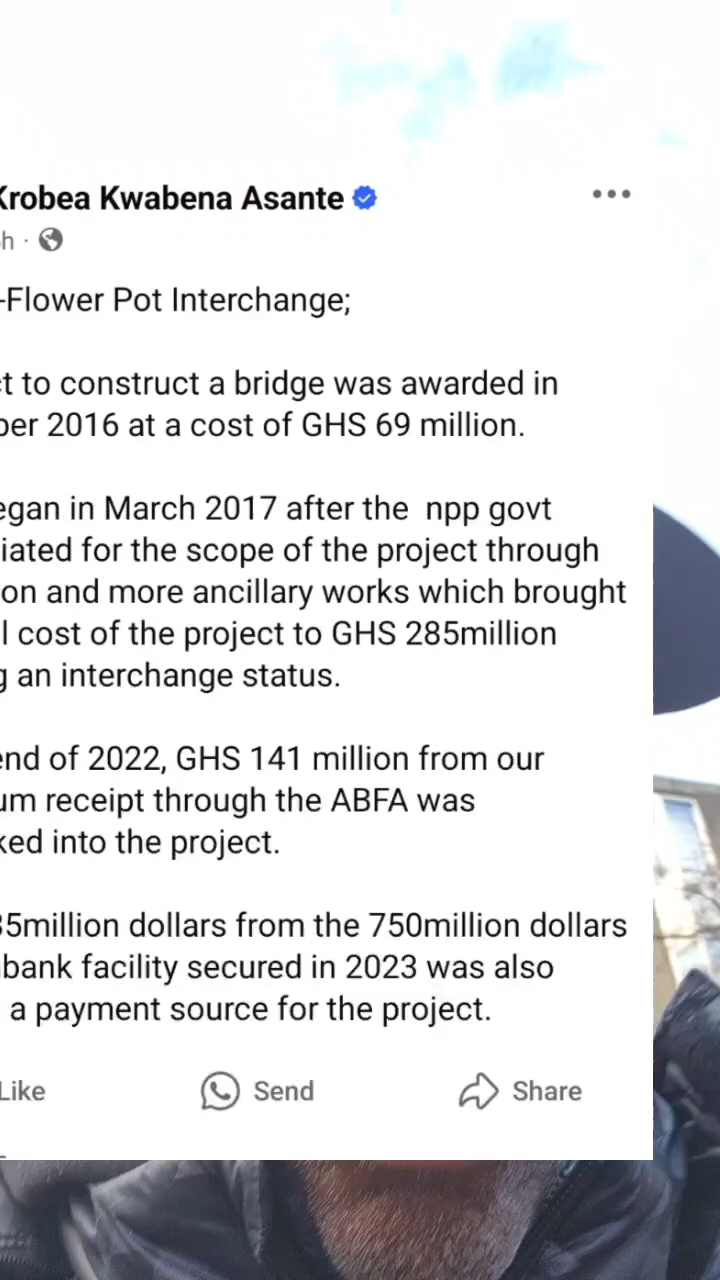 Krobea Kwabena Asante
h ·
-Flower Pot Interchange;
ct to construct a bridge was awarded in
ber 2016 at a cost of GHS 69 million.
egan in March 2017 after the npp govt
iated for the scope of the project through
on and more ancillary works which brought
l cost of the project to GHS 285million
g an interchange status.
end of 2022, GHS 141 million from our
um receipt through the ABFA was
ked into the project.
35million dollars from the 750million dollars
bank facility secured in 2023 was also
a payment source for the project.
Like Send Share